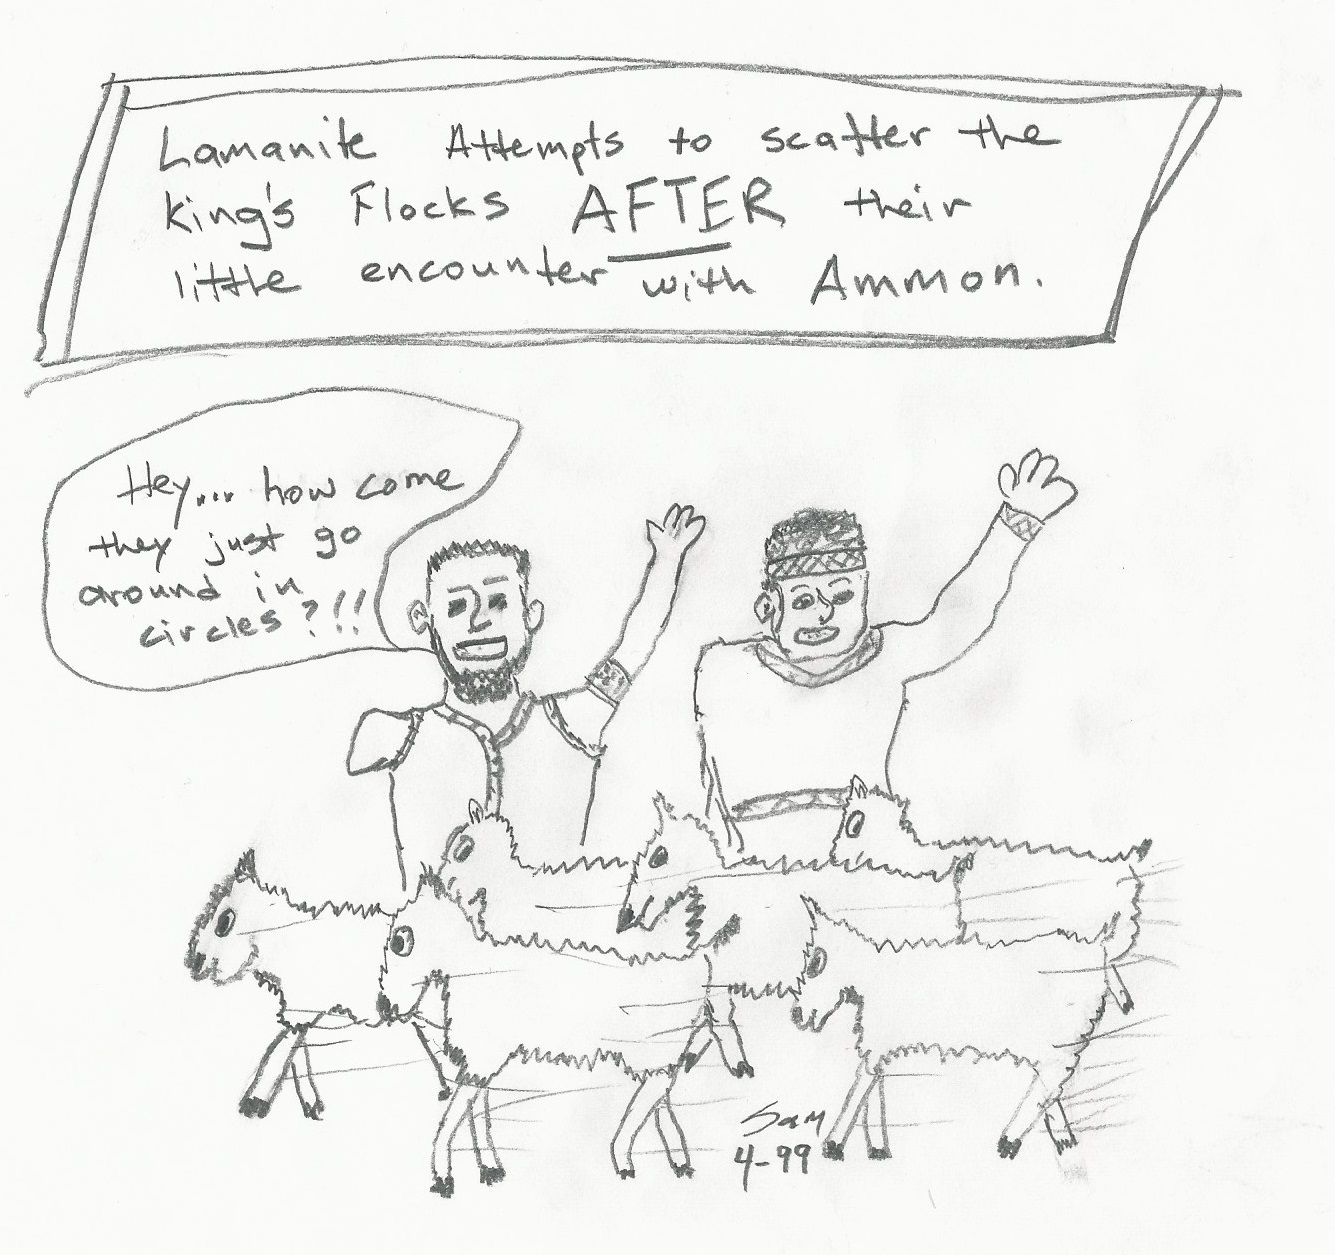 Lamanite Attempts to scatter the
king's Flocks AFTER their
little encounter with Ammon.
Hey... how come
they just go
around in
circles?!!
Sam
4-99